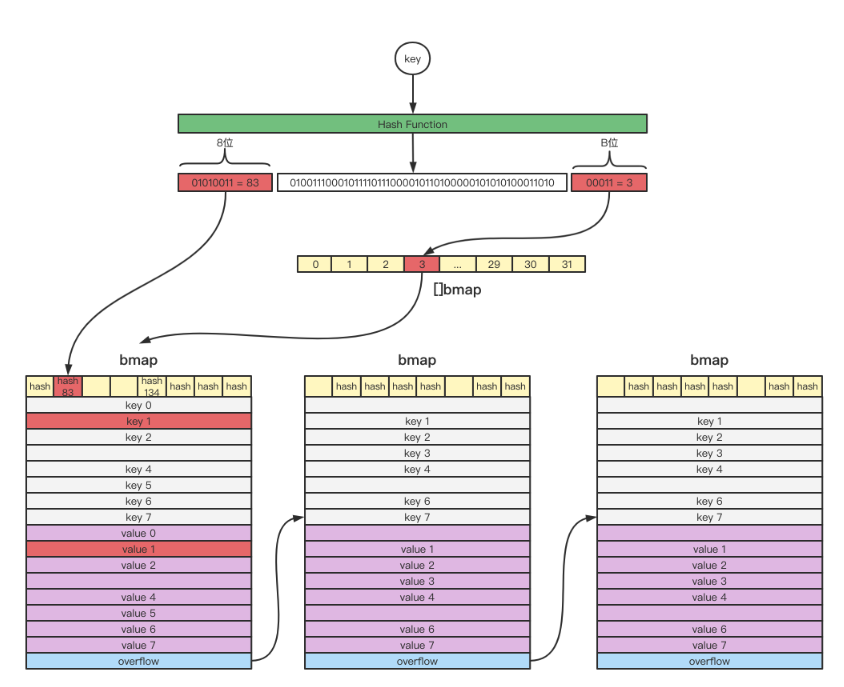 key
Hash Function
8位
B位
01010011 = 83
010011100010111101110000101101000001010101000011010
00011 = 3
0 1 2 3 ... 29 30 31
[]bmap
bmap
hash hash 83 hash 134 hash hash hash
key 0
key 1
key 2
key 4
key 5
key 6
key 7
value 0
value 1
value 2
value 4
value 5
value 6
value 7
overflow
bmap
hash hash hash hash hash hash
key 1
key 2
key 3
key 4
key 6
key 7
value 1
value 2
value 3
value 4
value 6
value 7
overflow
bmap
hash hash hash hash hash hash
key 1
key 2
key 3
key 4
key 6
key 7
value 1
value 2
value 3
value 4
value 6
value 7
overflow